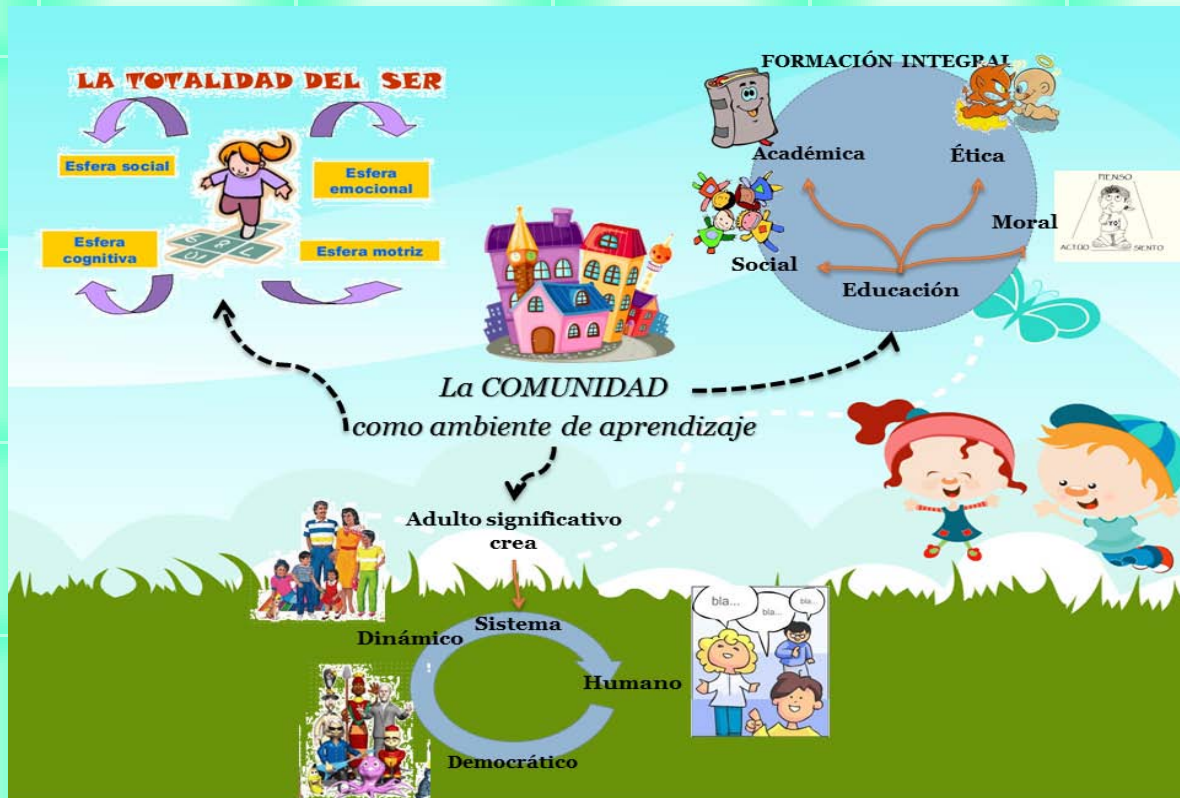 LA TOTALIDAD DEL SER
Esfera social
Esfera
emocional
Esfera
cognitiva
Esfera motriz
FORMACIÓN INTEGRAL
Académica
Ética
Moral
Social
Educación
PIENSO
YO
ACTÚO
SIENTO
La COMUNIDAD
como ambiente de aprendizaje
Adulto significativo
crea
Sistema
Dinámico
Humano
Democrático
bla...
bla...
bla...